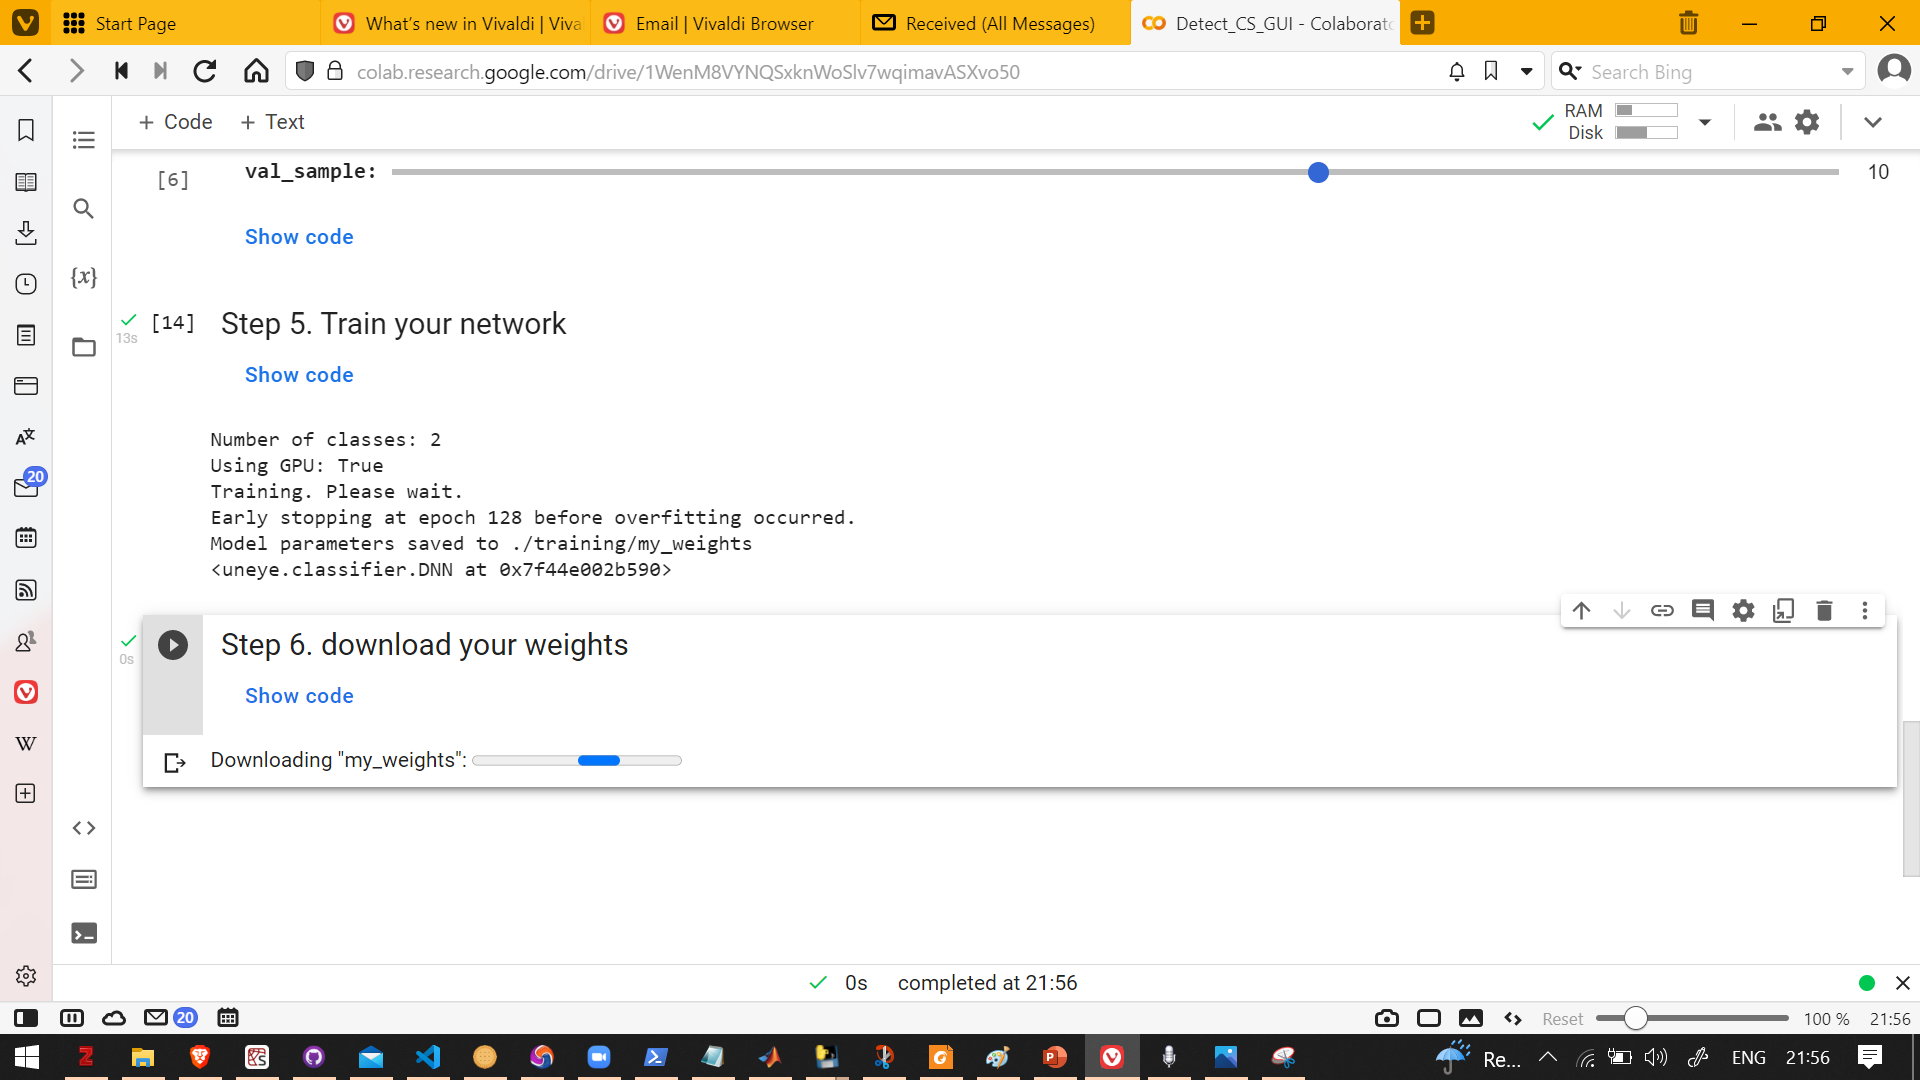 Start Page
What's new in Vivaldi | Viva
Email | Vivaldi Browser
Received (All Messages)
Detect_CS_GUI - Colaborato
colab.research.google.com/drive/1WenM8VYNQSxknWoSlv7wqimavASXvo50
Search Bing
+ Code + Text
RAM
Disk
[6] val_sample: 10
Show code
{x}
[14] Step 5. Train your network
13s
Show code
Number of classes: 2
Using GPU: True
Training. Please wait.
Early stopping at epoch 128 before overfitting occurred.
Model parameters saved to ./training/my_weights
<uneye.classifier.DNN at 0x7f44e002b590>
20
Step 6. download your weights
0s
Show code
Downloading "my_weights":
W
0s completed at 21:56
20
Reset 100 % 21:56
Re... ENG 21:56